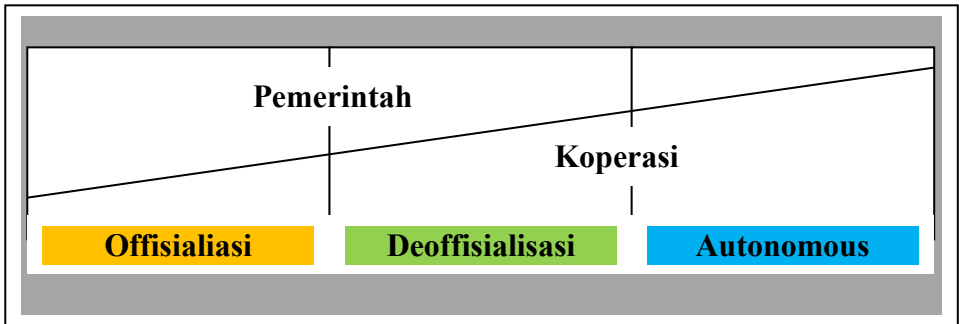 Pemerintah
Koperasi
Offisialiasi
Deoffisialisasi
Autonomous